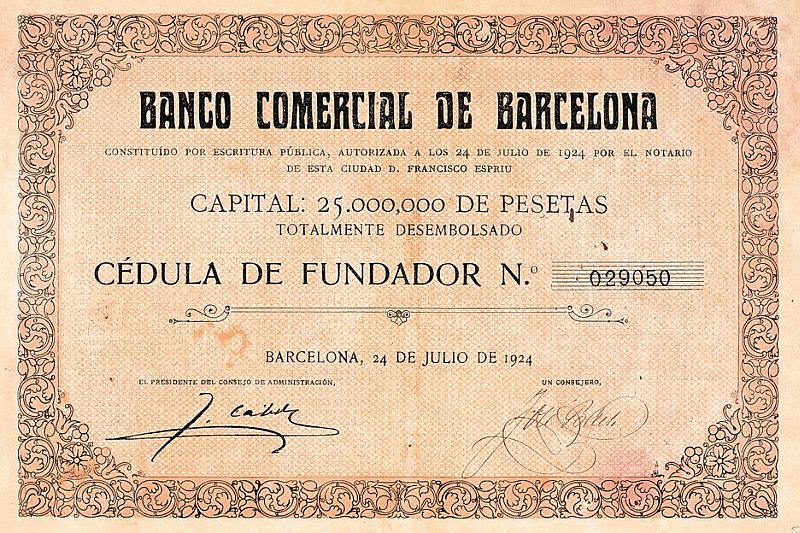 BANCO COMERCIAL DE BARCELONA
CONSTITUÍDO POR ESCRITURA PÚBLICA, AUTORIZADA A LOS 24 DE JULIO DE 1924 POR EL NOTARIO
DE ESTA CIUDAD D. FRANCISCO ESPRIU
CAPITAL: 25.000,000 DE PESETAS
TOTALMENTE DESEMBOLSADO
CÉDULA DE FUNDADOR N.º 029050
BARCELONA, 24 DE JULIO DE 1924
EL PRESIDENTE DEL CONSEJO DE ADMINISTRACIÓN,
UN CONSEJERO,